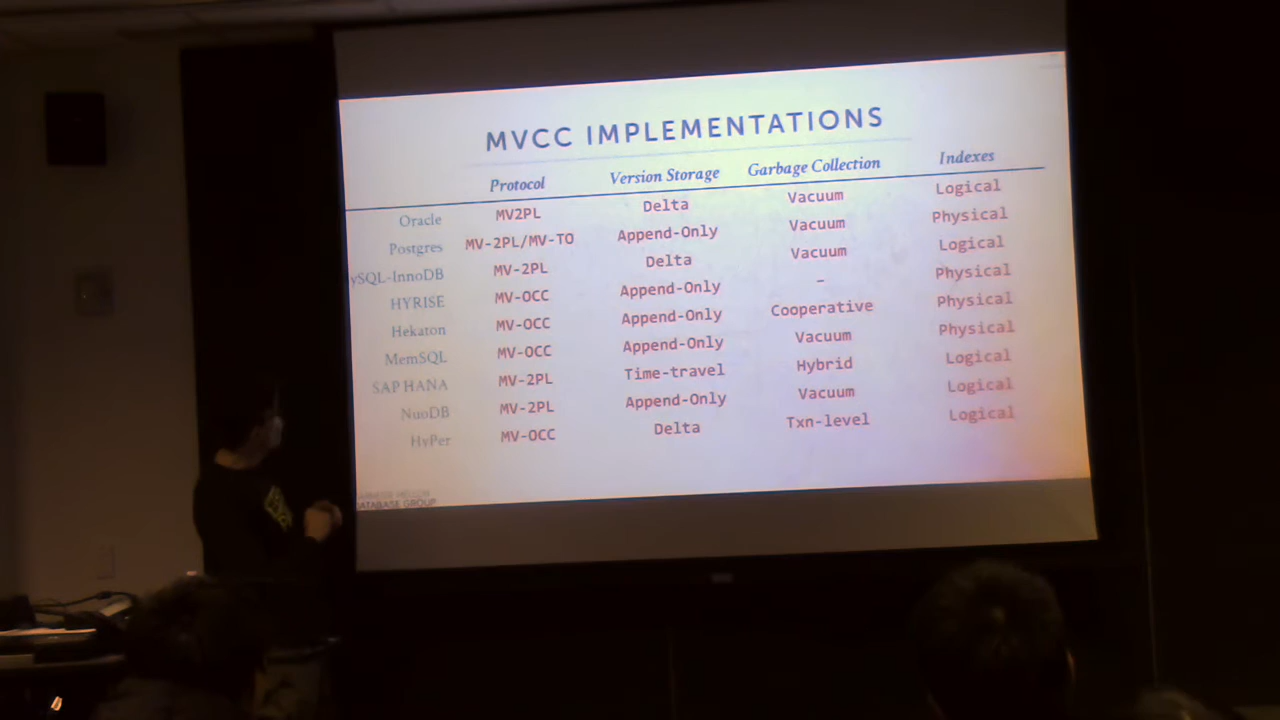 MVCC IMPLEMENTATIONS
Protocol Version Storage Garbage Collection Indexes
Oracle MV2PL Delta Vacuum Logical
Postgres MV-2PL/MV-TO Append-Only Vacuum Physical
ySQL-InnoDB MV-2PL Delta Vacuum Logical
HYRISE MV-OCC Append-Only – Physical
Hekaton MV-OCC Append-Only Cooperative Physical
MemSQL MV-OCC Append-Only Vacuum Physical
SAP HANA MV-2PL Time-travel Hybrid Logical
NuoDB MV-2PL Append-Only Vacuum Logical
HyPer MV-OCC Delta Txn-level Logical
DATABASE GROUP